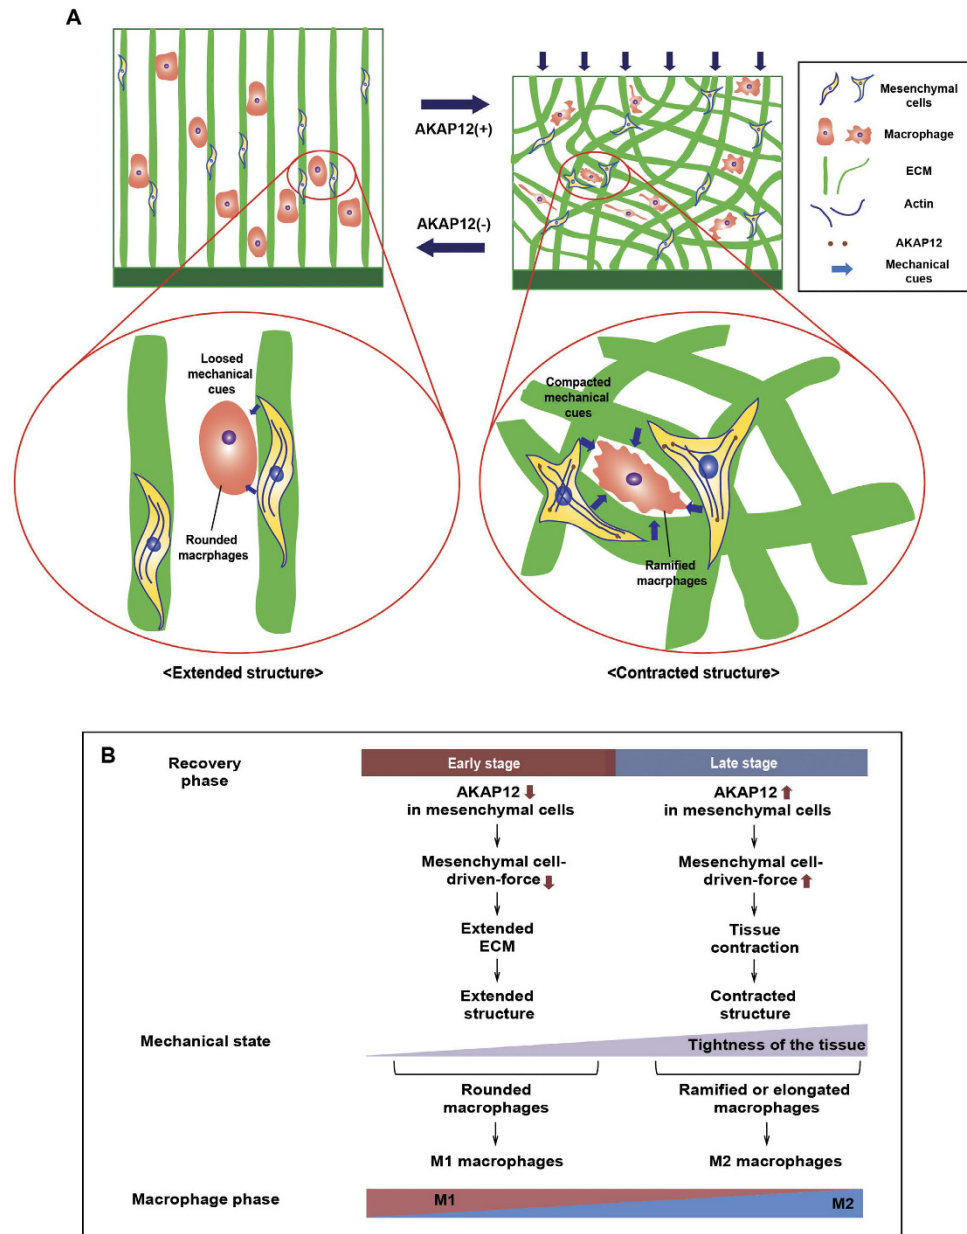 A
AKAP12(+)
AKAP12(-)
Mesenchymal
cells
Macrophage
ECM
Actin
AKAP12
Mechanical
cues
Loosed
mechanical
cues
Rounded
macrphages
<Extended structure>
Compacted
mechanical
cues
Ramified
macrphages
<Contracted structure>
B
Recovery
phase
Early stage
Late stage
AKAP12
in mesenchymal cells
AKAP12
in mesenchymal cells
Mesenchymal cell-
driven-force
Mesenchymal cell-
driven-force
Extended
ECM
Tissue
contraction
Extended
structure
Contracted
structure
Mechanical state
Tightness of the tissue
Rounded
macrophages
Ramified or elongated
macrophages
M1 macrophages
M2 macrophages
Macrophage phase
M1
M2